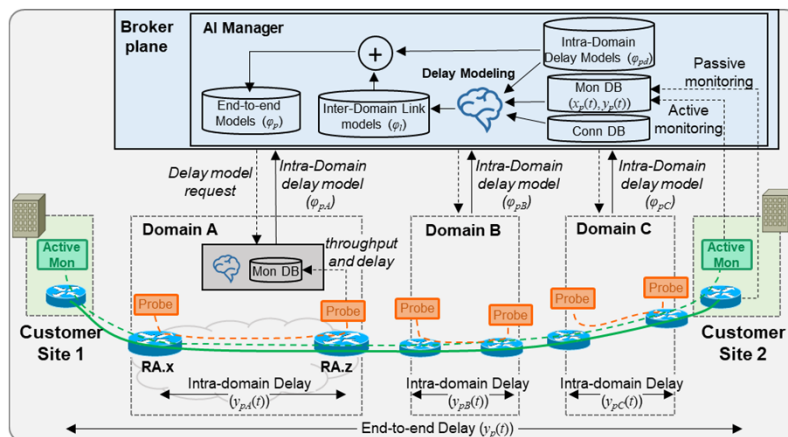 Broker
plane
AI Manager
Intra-Domain
Delay Models (φpd)
Delay Modeling
Mon DB
(xp(t), yp(t))
Conn DB
End-to-end
Models (φp)
Inter-Domain Link
models (φl)
Passive
monitoring
Active
monitoring
Delay model
request
Intra-Domain
delay model
(φpA)
Intra-Domain
delay model
(φpB)
Intra-Domain
delay model
(φpC)
Domain A
Domain B
Domain C
throughput
and delay
Mon DB
Active
Mon
Active
Mon
Probe
Probe
Probe
Probe
Probe
Probe
Customer
Site 1
Customer
Site 2
RA.x
RA.z
Intra-domain Delay
(ypA(t))
Intra-domain Delay
(ypB(t))
Intra-domain Delay
(ypC(t))
End-to-end Delay (yp(t))